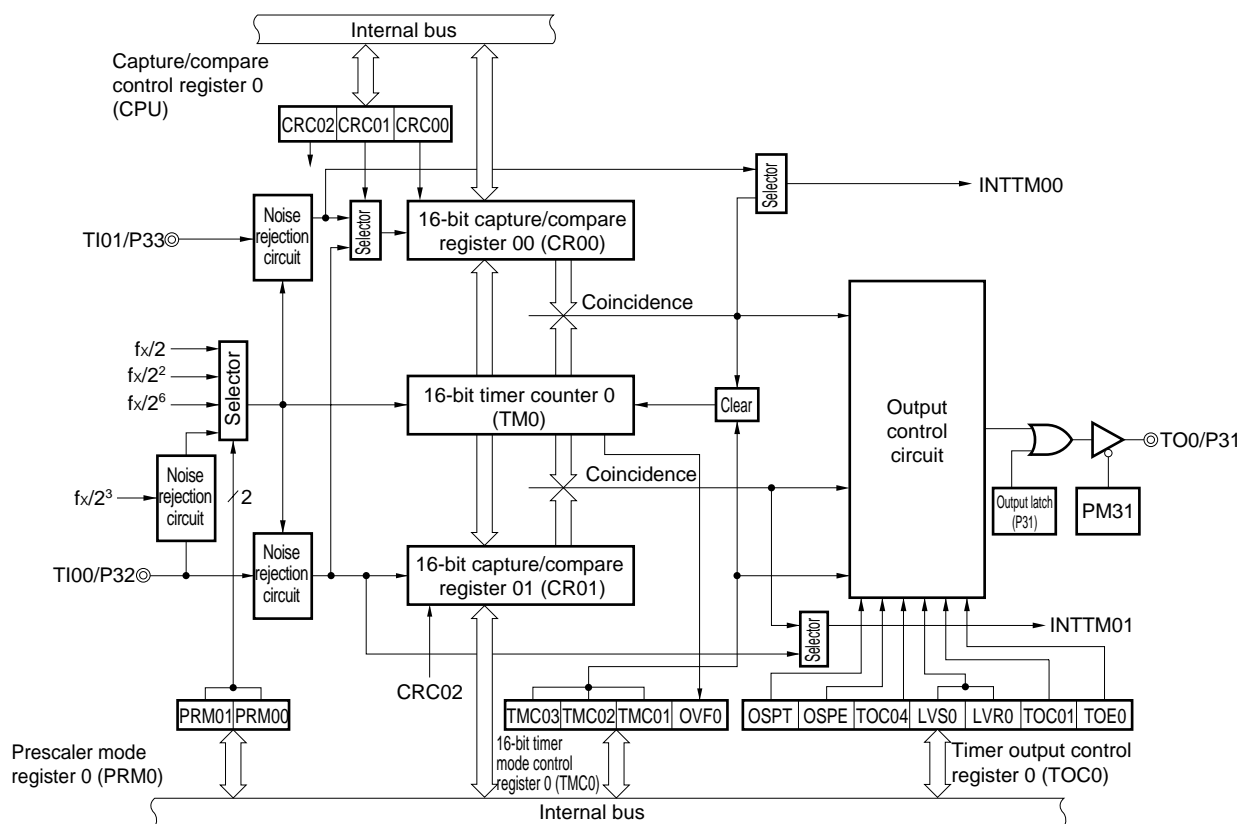 Internal bus
Capture/compare
control register 0
(CPU)
CRC02 CRC01 CRC00
Selector
INTTM00
TI01/P33
Noise
rejection
circuit
Selector
16-bit capture/compare
register 00 (CR00)
Coincidence
fx/2
fx/2²
fx/2⁶
Selector
16-bit timer counter 0
(TM0)
Clear
Output
control
circuit
TO0/P31
fx/2³
Noise
rejection
circuit
2
Coincidence
Output latch
(P31)
PM31
TI00/P32
Noise
rejection
circuit
16-bit capture/compare
register 01 (CR01)
Selector
INTTM01
CRC02
PRM01 PRM00
TMC03 TMC02 TMC01 OVF0
OSPT OSPE TOC04 LVS0 LVR0 TOC01 TOE0
Prescaler mode
register 0 (PRM0)
16-bit timer
mode control
register 0 (TMC0)
Timer output control
register 0 (TOC0)
Internal bus